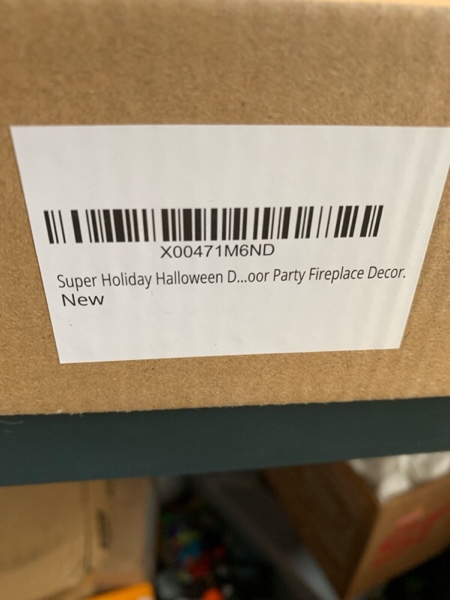 X00471M6ND
Super Holiday Halloween D...oor Party Fireplace Decor.
New